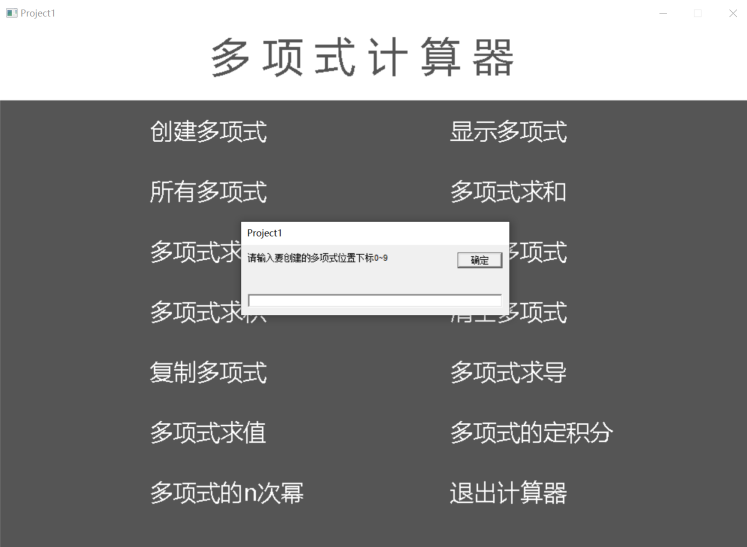 Project1
多项式计算器
创建多项式
显示多项式
所有多项式
多项式求和
Project1
请输入要创建的多项式位置下标0~9
确定
多项式求
多项式
多项式求
多项式
复制多项式
多项式求导
多项式求值
多项式的定积分
多项式的n次幂
退出计算器